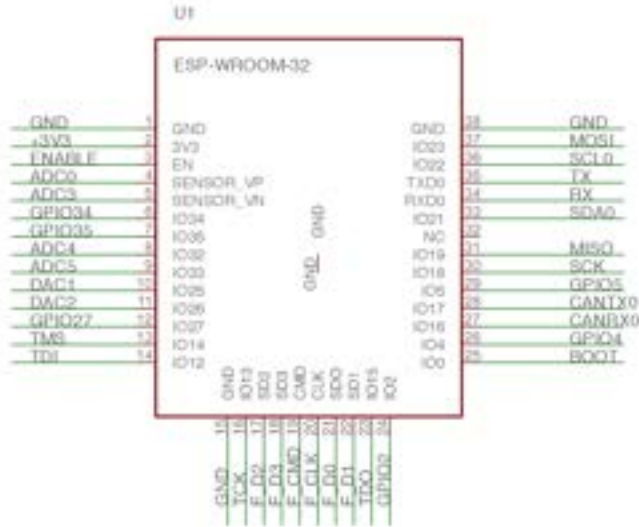 U1
ESP-WROOM-32
GND 1 GND
+3V3 2 3V3
ENABLE 3 EN
ADC0 4 SENSOR_VP
ADC3 5 SENSOR_VN
GPIO34 6 IO34
GPIO35 7 IO35
ADC4 8 IO32
ADC5 9 IO33
DAC1 10 IO25
DAC2 11 IO26
GPIO27 12 IO27
TMS 13 IO14
TDI 14 IO12
GND
GND
GND 38 GND
IO23 37 MOSI
IO22 36 SCL0
TXD0 35 TX
RXD0 34 RX
IO21 33 SDA0
NC 32
IO19 31 MISO
IO18 30 SCK
IO5 29 GPIO5
IO17 28 CANTX0
IO16 27 CANRX0
IO4 26 GPIO4
IO0 25 BOOT
GND 15 GND
IO13 16 TCK
SD2 17 F_D2
SD3 18 F_D3
CMD 19 F_CMD
CLK 20 F_CLK
SD0 21 F_D0
SD1 22 F_D1
IO15 23 TDO
IO2 24 GPIO2